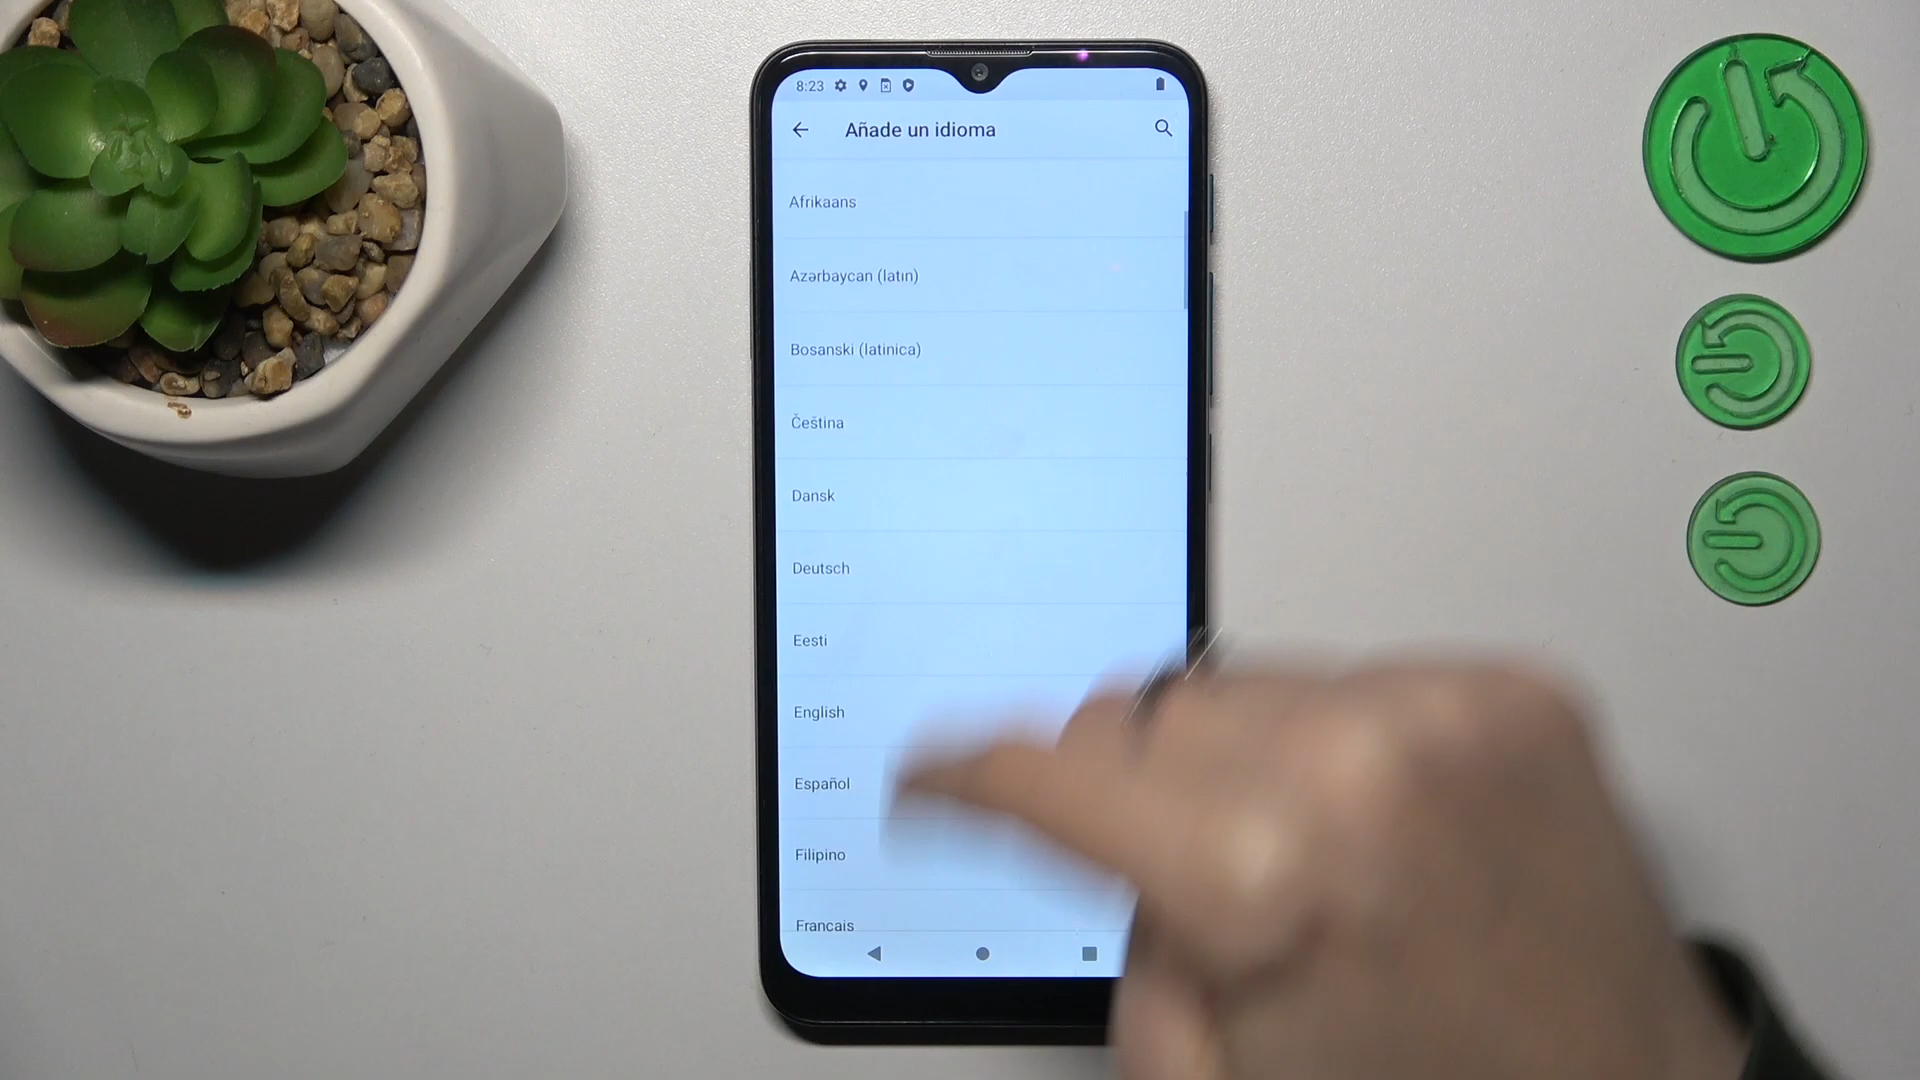 8:23
Añade un idioma
Afrikaans
Azərbaycan (latın)
Bosanski (latinica)
Čeština
Dansk
Deutsch
Eesti
English
Español
Filipino
Français